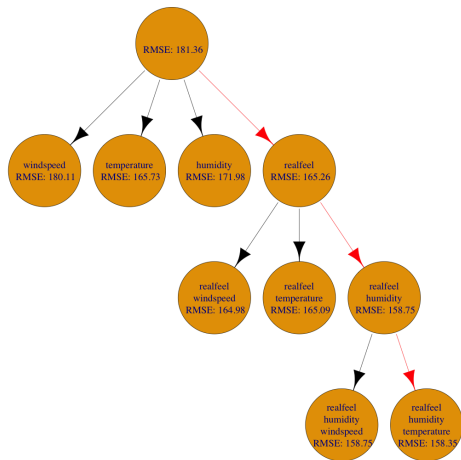 RMSE: 181.36
windspeed
RMSE: 180.11
temperature
RMSE: 165.73
humidity
RMSE: 171.98
realfeel
RMSE: 165.26
realfeel
windspeed
RMSE: 164.98
realfeel
temperature
RMSE: 165.09
realfeel
humidity
RMSE: 158.75
realfeel
humidity
windspeed
RMSE: 158.75
realfeel
humidity
temperature
RMSE: 158.35